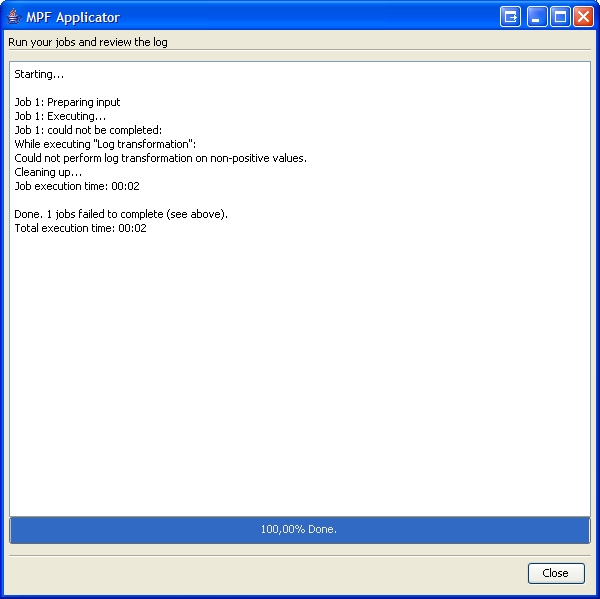 MPF Applicator
Run your jobs and review the log
Starting...
Job 1: Preparing input
Job 1: Executing...
Job 1: could not be completed:
While executing "Log transformation":
Could not perform log transformation on non-positive values.
Cleaning up...
Job execution time: 00:02
Done. 1 jobs failed to complete (see above).
Total execution time: 00:02
100,00% Done.
Close